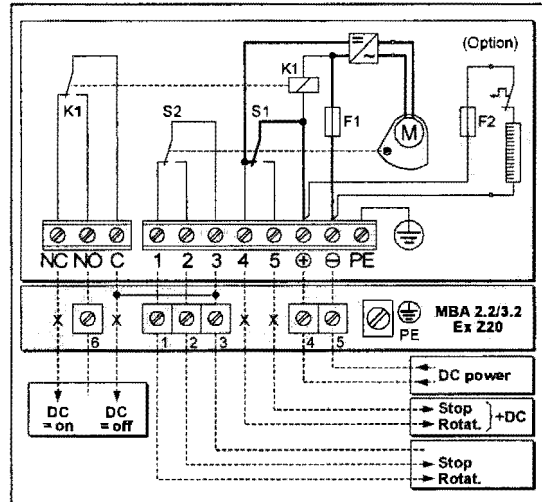 (Option)
K1
K1
S2
S1
F1
M
F2
NC NO C 1 2 3 4 5 ⊕ ⊖ PE
MBA 2.2/3.2
Ex Z20
PE
X X X X
6 1 2 3 4 5
DC power
DC = on
DC = off
Stop
Rotat.
+DC
Stop
Rotat.